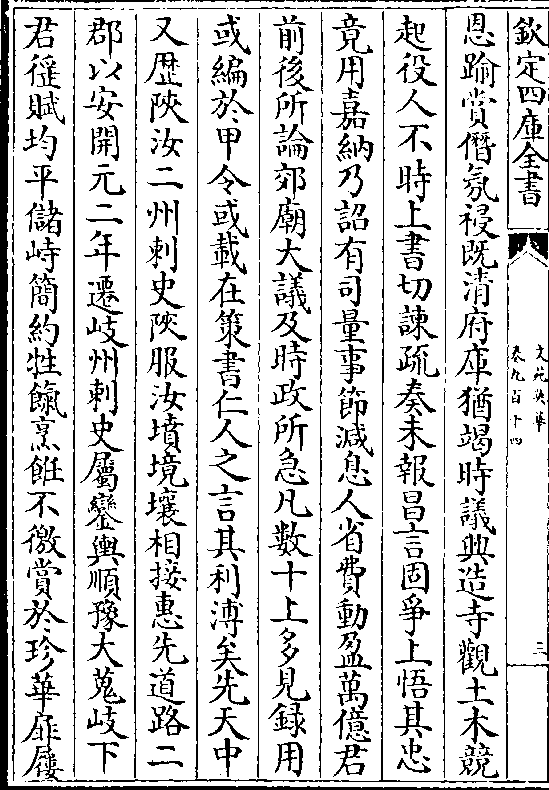 欽定四庫全書
文苑英華
卷九百十四
三
恩踰賞僭氛祲既清府庫猶竭時議興造寺觀土木競
起役人不時上書切諫疏奏未報昌言固爭上悟其忠
竟用嘉納乃詔有司量事節減息人省費動盈萬億君
前後所論郊廟大議及時政所急凡數十上多見録用
或編於甲令或載在策書仁人之言其利溥矣先天中
又歴陜汝二州刺史陜服汝墳境壤相接惠先道路二
郡以安開元二年遷岐州刺史屬鑾輿順豫大蒐岐下
君徭賦均平儲峙簡約牲餼烹飪不徼賞於珍華扉屨